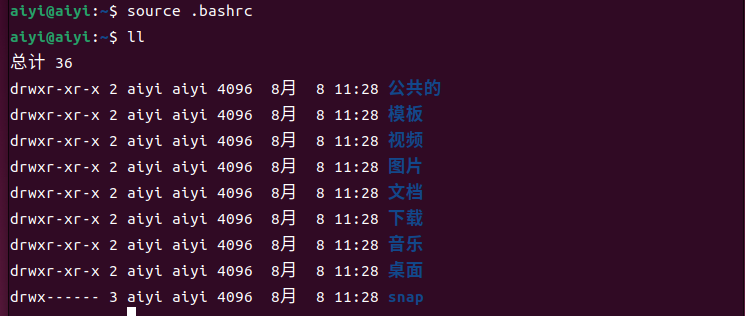 aiyi@aiyi:~$ source .bashrc
aiyi@aiyi:~$ ll
总计 36
drwxr-xr-x 2 aiyi aiyi 4096  8月  8 11:28 公共的
drwxr-xr-x 2 aiyi aiyi 4096  8月  8 11:28 模板
drwxr-xr-x 2 aiyi aiyi 4096  8月  8 11:28 视频
drwxr-xr-x 2 aiyi aiyi 4096  8月  8 11:28 图片
drwxr-xr-x 2 aiyi aiyi 4096  8月  8 11:28 文档
drwxr-xr-x 2 aiyi aiyi 4096  8月  8 11:28 下载
drwxr-xr-x 2 aiyi aiyi 4096  8月  8 11:28 音乐
drwxr-xr-x 2 aiyi aiyi 4096  8月  8 11:28 桌面
drwx------ 3 aiyi aiyi 4096  8月  8 11:28 snap